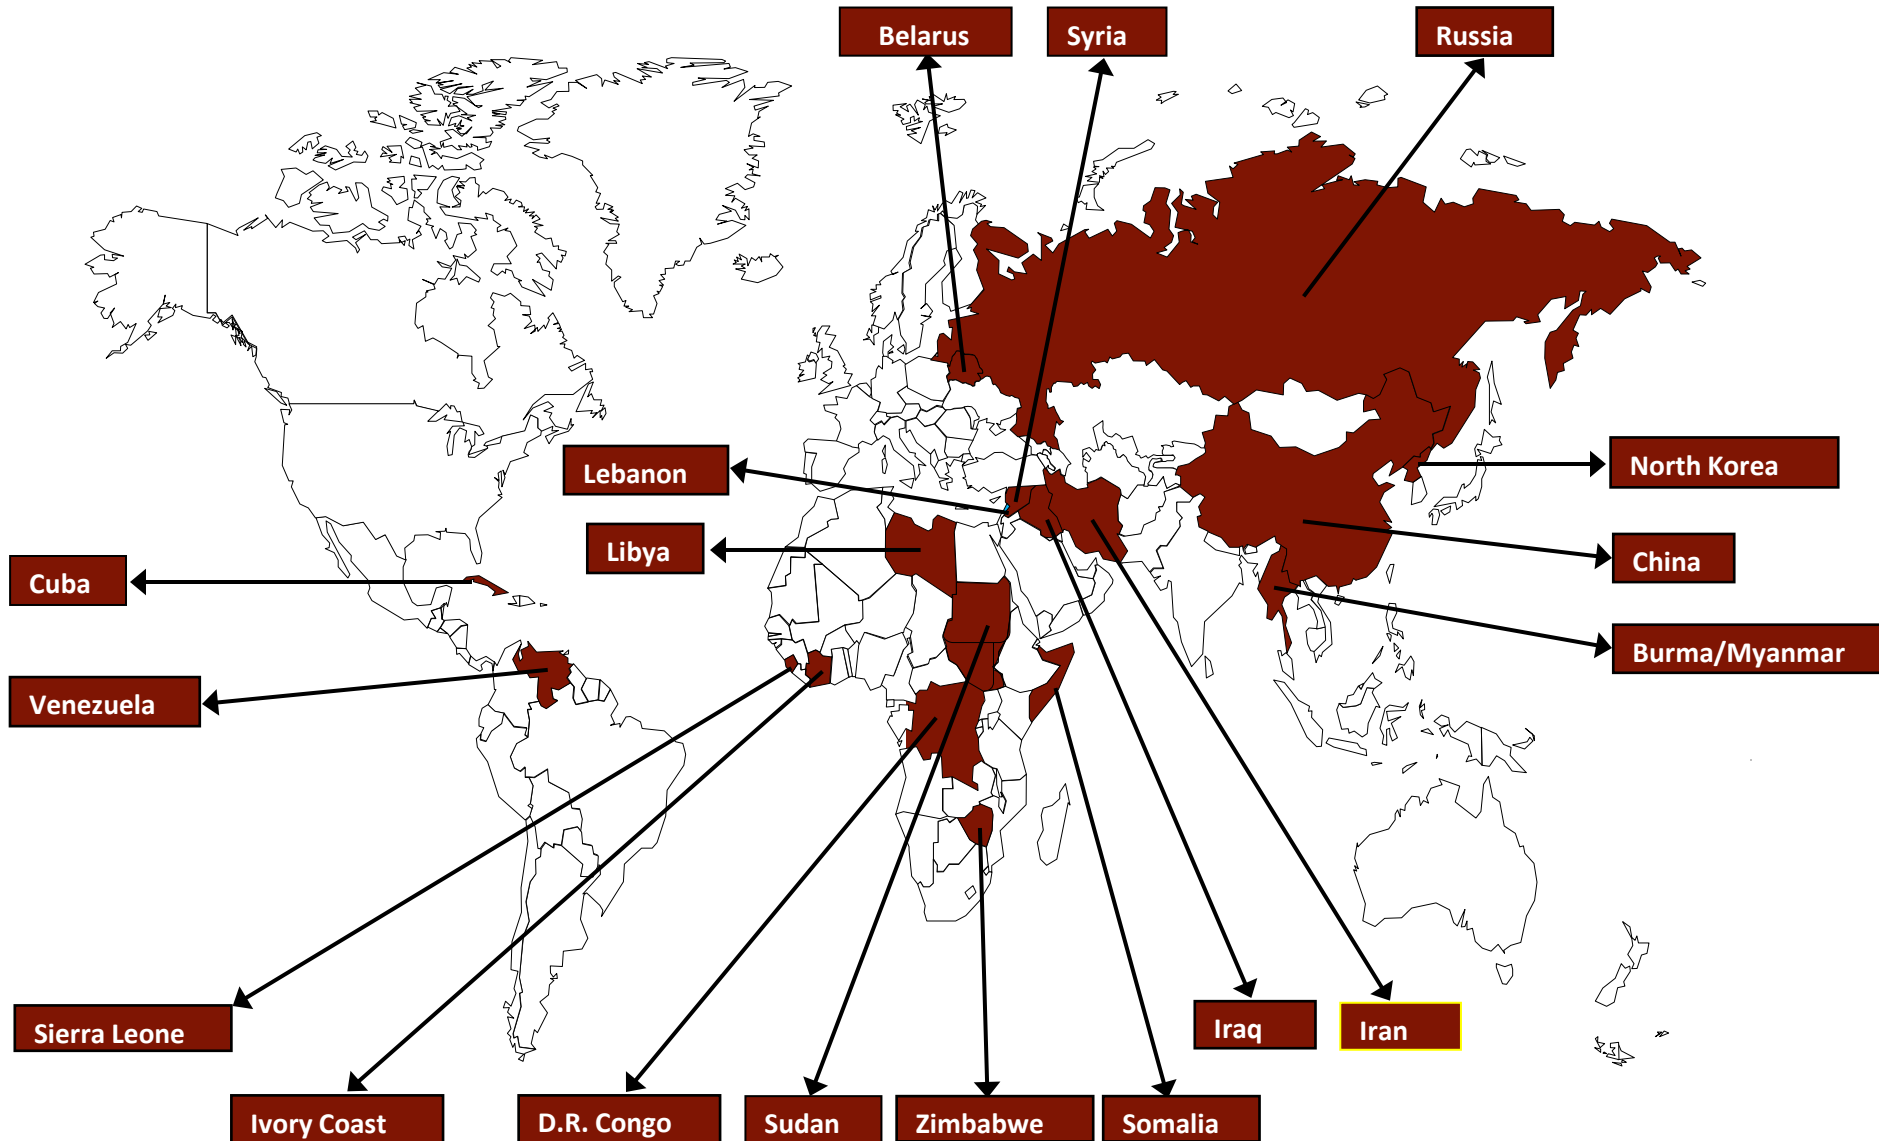 Belarus
Syria
Russia
Lebanon
North Korea
Libya
China
Cuba
Burma/Myanmar
Venezuela
Sierra Leone
Iraq
Iran
Ivory Coast
D.R. Congo
Sudan
Zimbabwe
Somalia